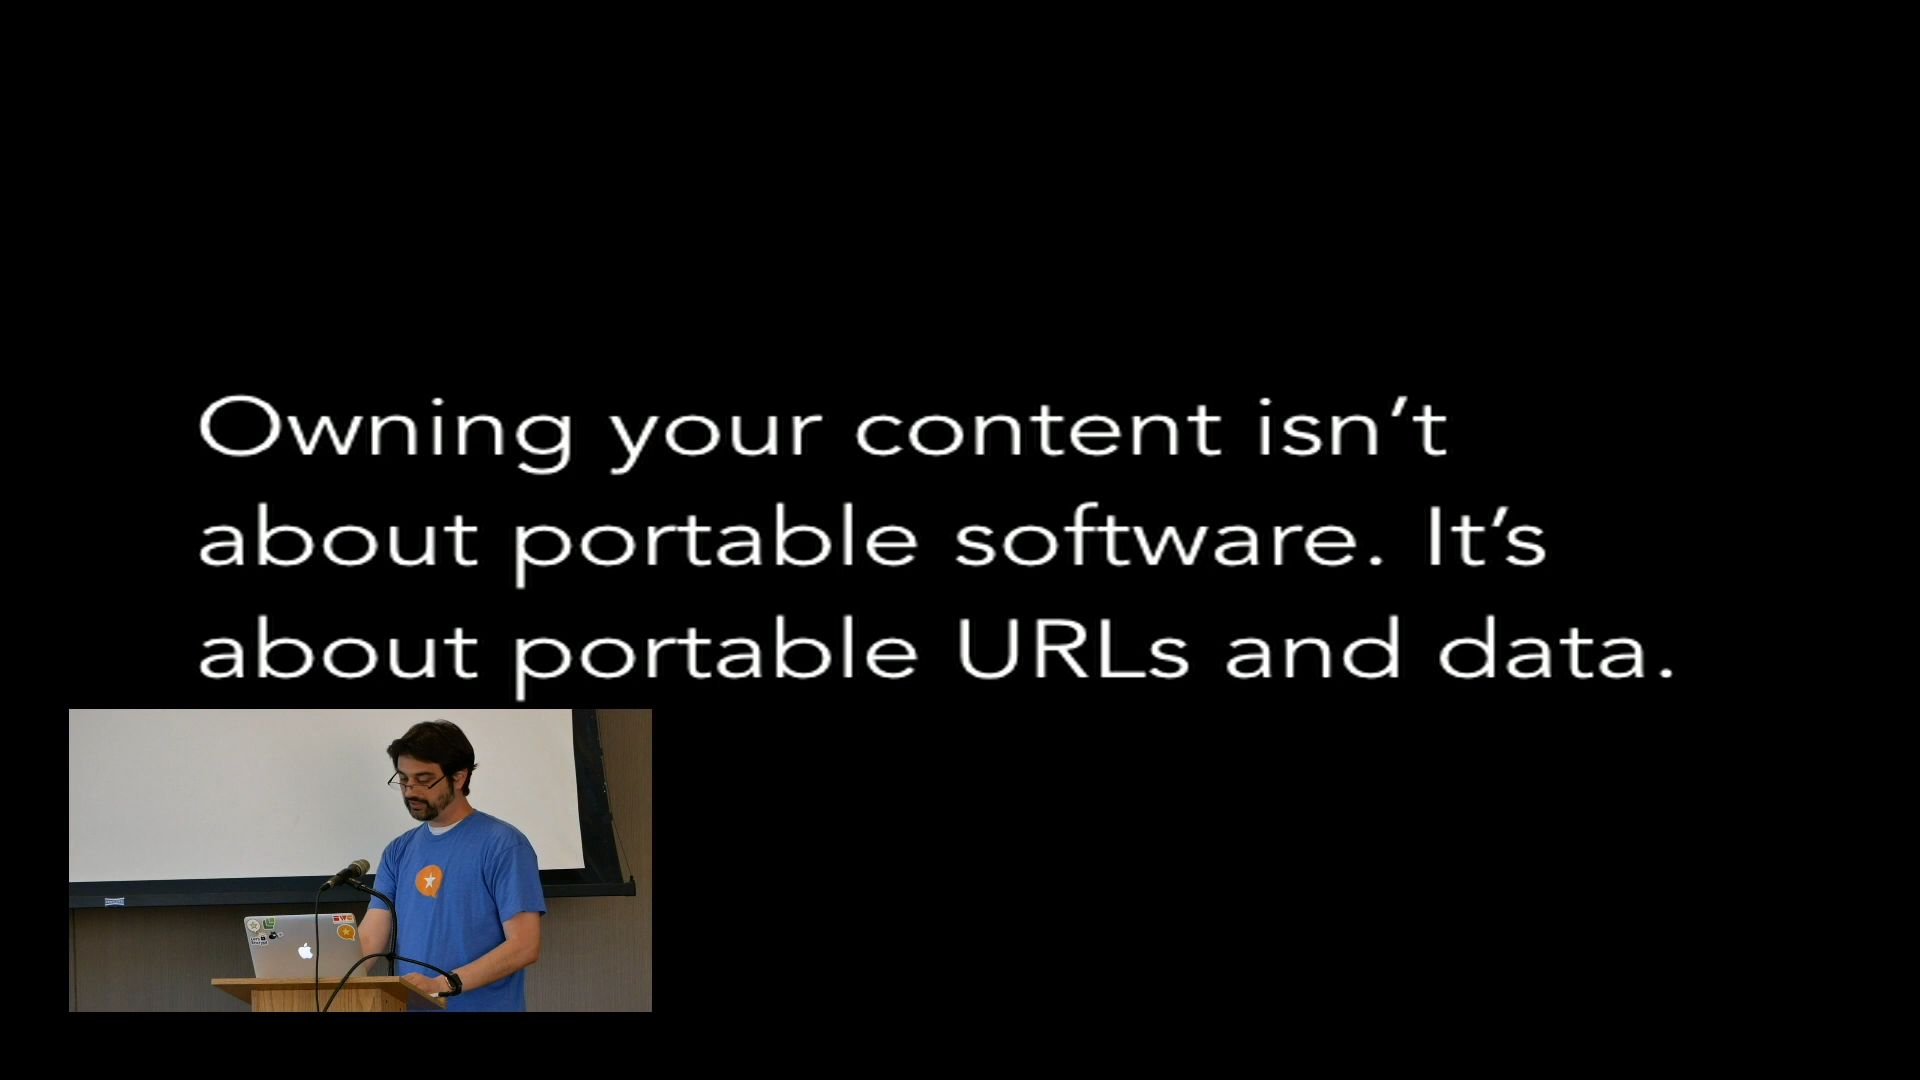 Owning your content isn’t
about portable software. It’s
about portable URLs and data.